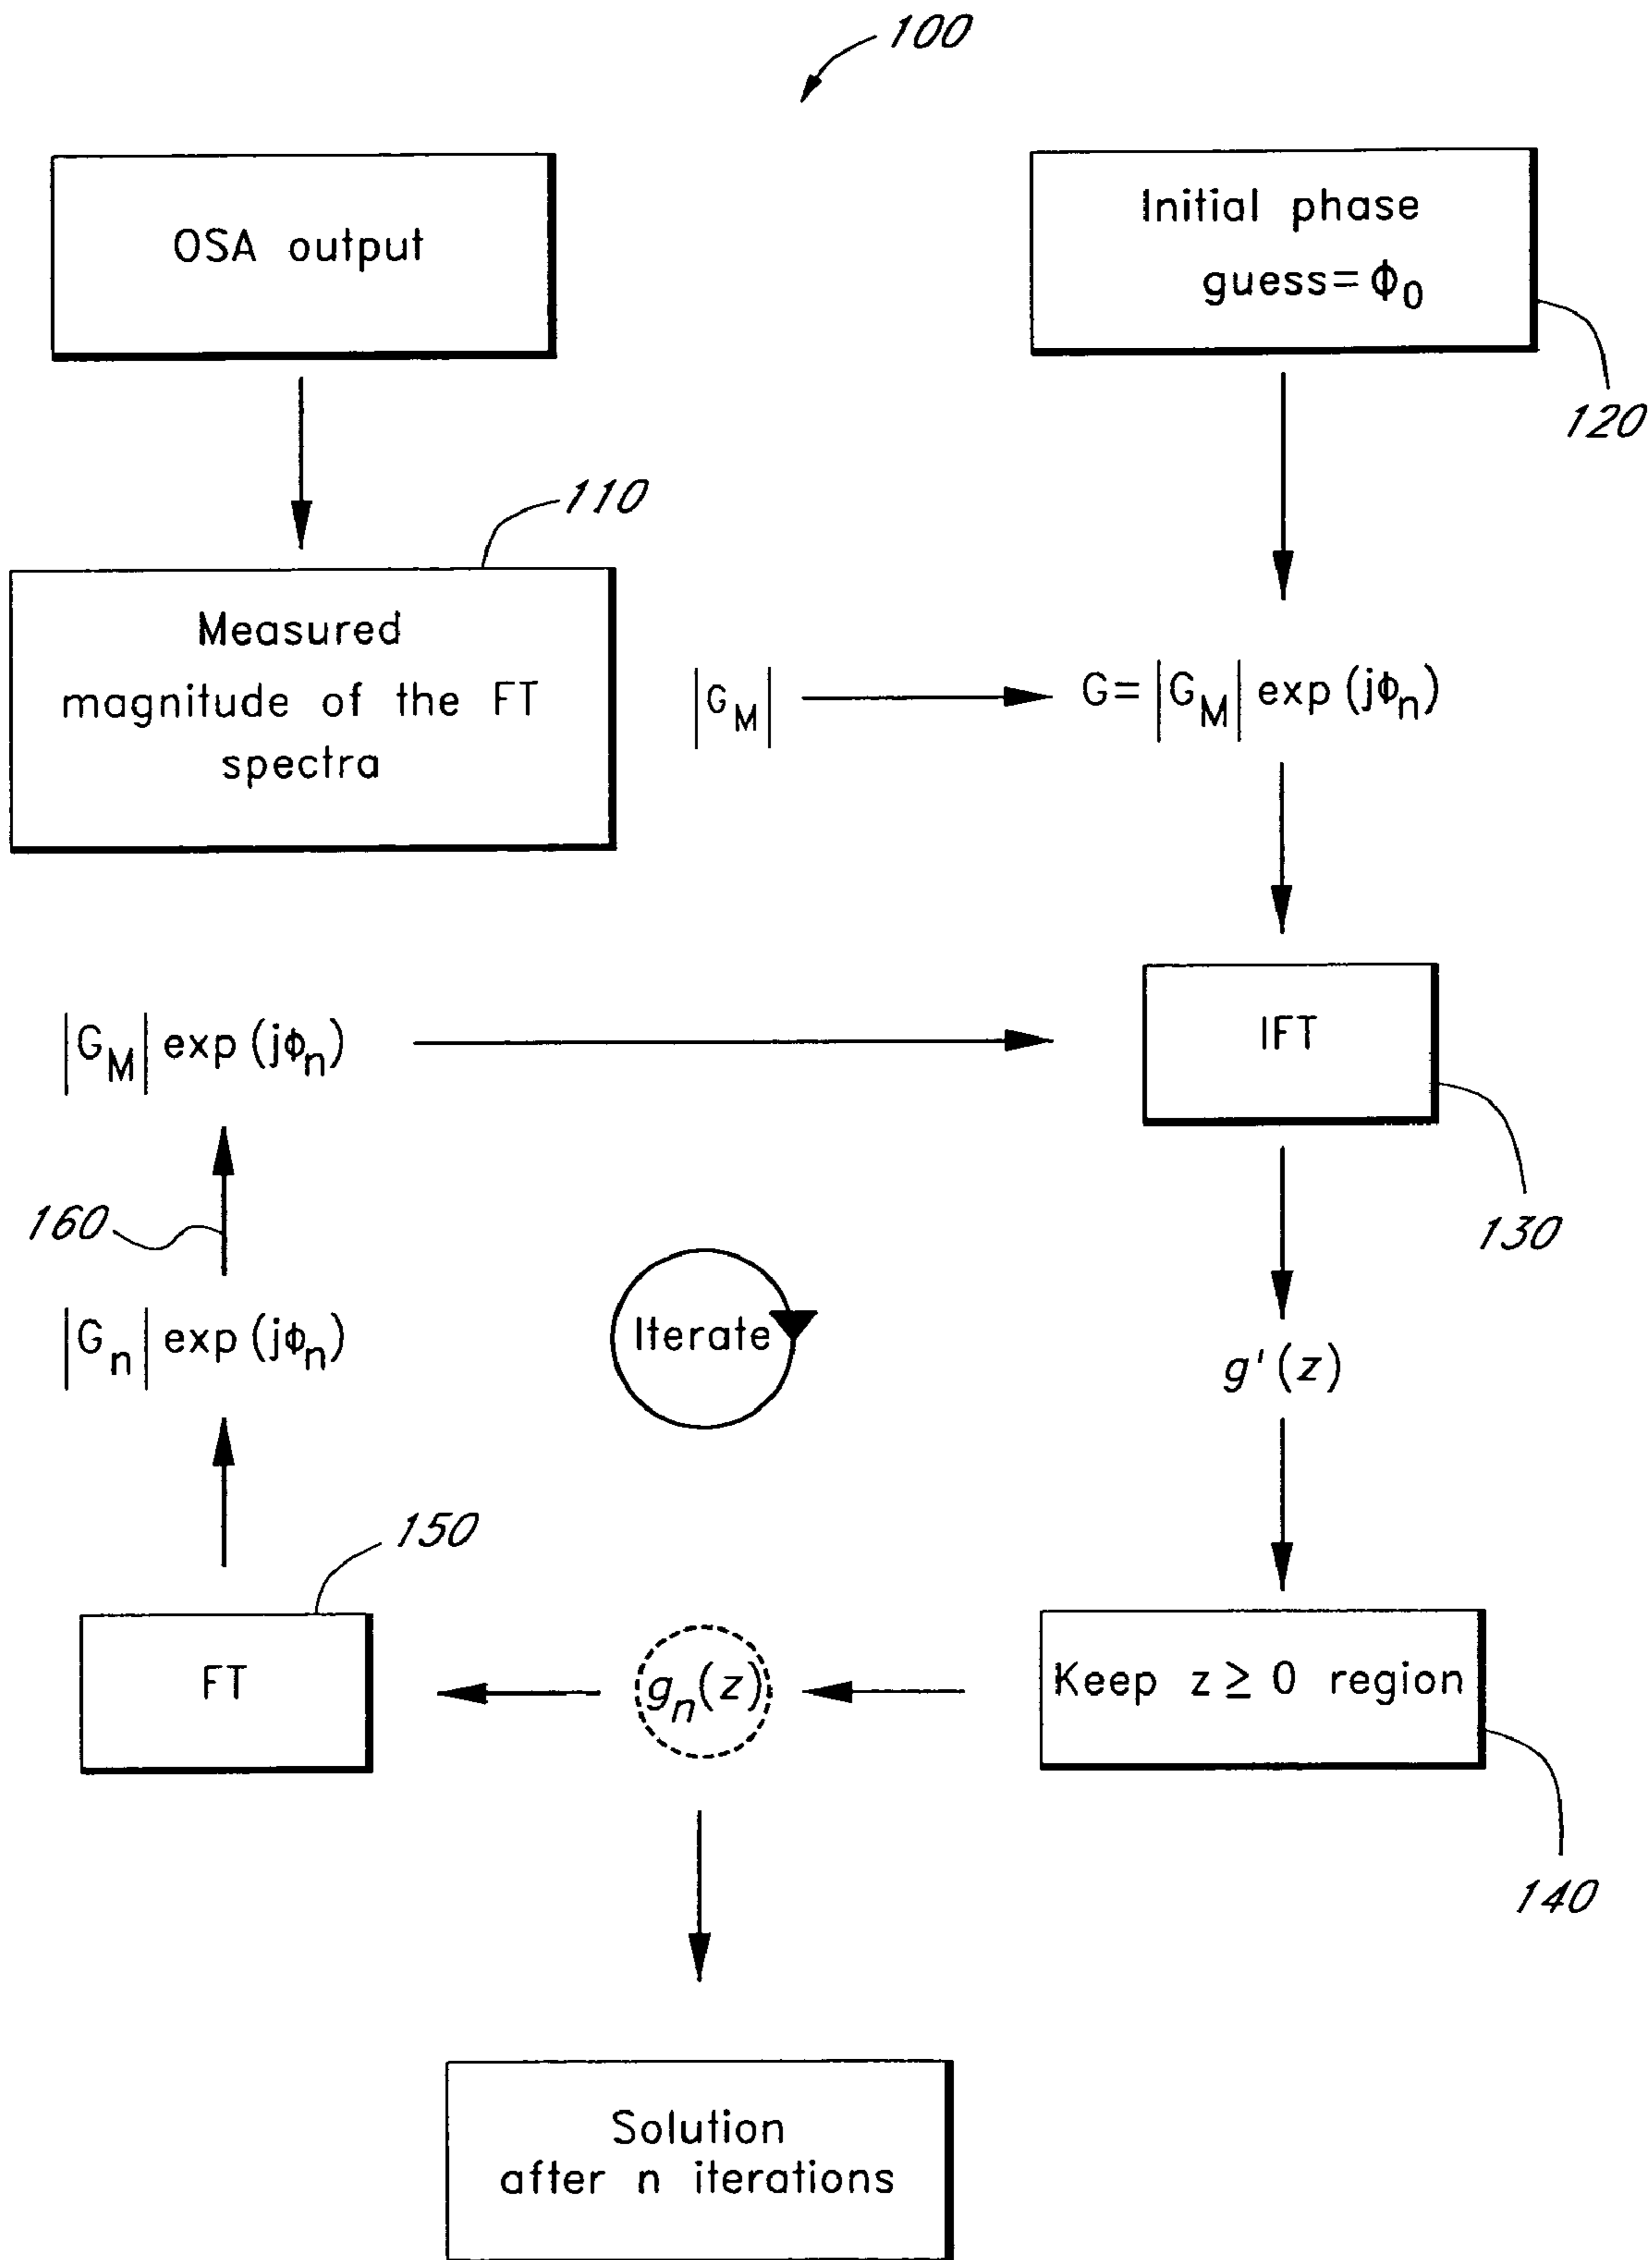 100
OSA output
Initial phase
guess=ϕ0
120
110
Measured
magnitude of the FT
spectra
|GM|
G=|GM| exp (jϕn)
|GM| exp (jϕn)
IFT
130
160
|Gn| exp (jϕn)
Iterate
g'(z)
150
FT
gn(z)
Keep z ≥ 0 region
140
Solution
after n iterations